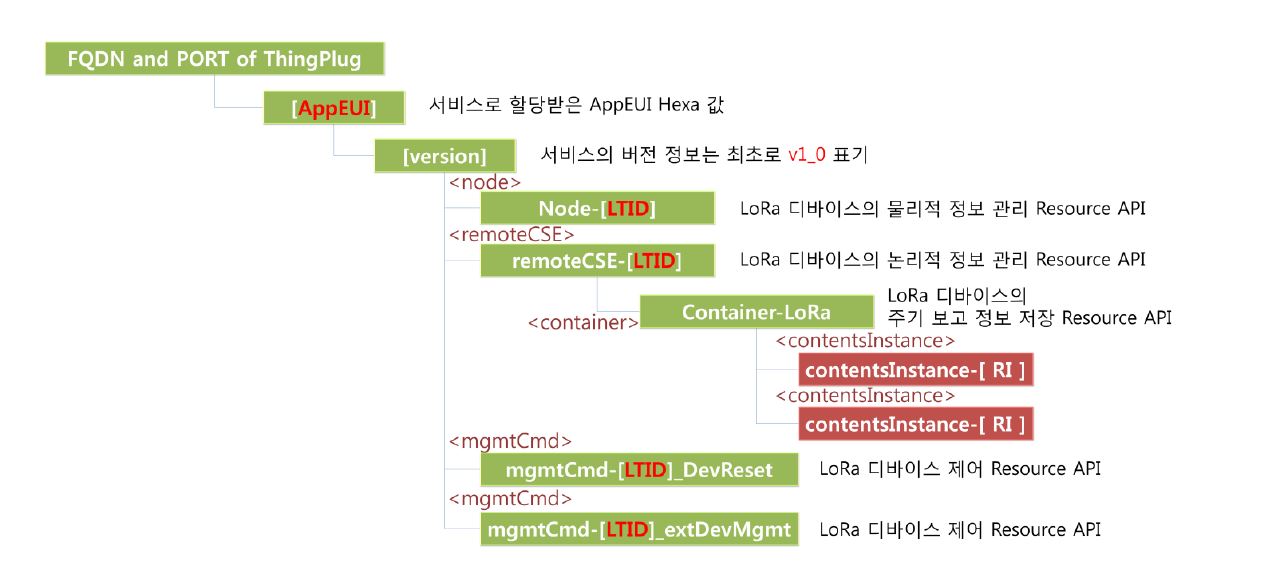 FQDN and PORT of ThingPlug
[AppEUI] 서비스로 할당받은 AppEUI Hexa 값
[version] 서비스의 버전 정보는 최초로 v1_0 표기
<node>
Node-[LTID] LoRa 디바이스의 물리적 정보 관리 Resource API
<remoteCSE>
remoteCSE-[LTID] LoRa 디바이스의 논리적 정보 관리 Resource API
LoRa 디바이스의
<container> Container-LoRa 주기 보고 정보 저장 Resource API
<contentsInstance>
contentsInstance-[ RI ]
<contentsInstance>
contentsInstance-[ RI ]
<mgmtCmd>
mgmtCmd-[LTID]_DevReset LoRa 디바이스 제어 Resource API
<mgmtCmd>
mgmtCmd-[LTID]_extDevMgmt LoRa 디바이스 제어 Resource API